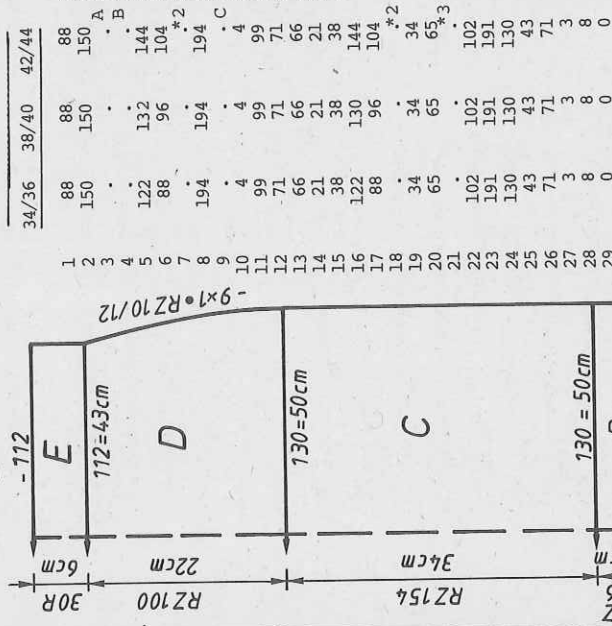 34/36 38/40 42/44
1 88 88 88
2 150 150 150
3 . . . A
4 . . . B
5 122 132 144
6 88 96 104
7 . . . *2
8 194 194 194
9 . . . C
10 4 4 4
11 99 99 99
12 71 71 71
13 66 66 66
14 21 21 21
15 38 38 38
16 122 130 144
17 88 96 104
18 . . . *2
19 34 34 34
20 65 65 65
21 . . . *3
22 102 102 102
23 191 191 191
24 130 130 130
25 43 43 43
26 71 71 71
27 3 3 3
28 8 8 8
29 0 0 0
-112
E
30R
6cm
112=43cm
-9x1•RZ10/12
D
RZ100
22cm
130=50cm
C
RZ154
34cm
130 = 50cm